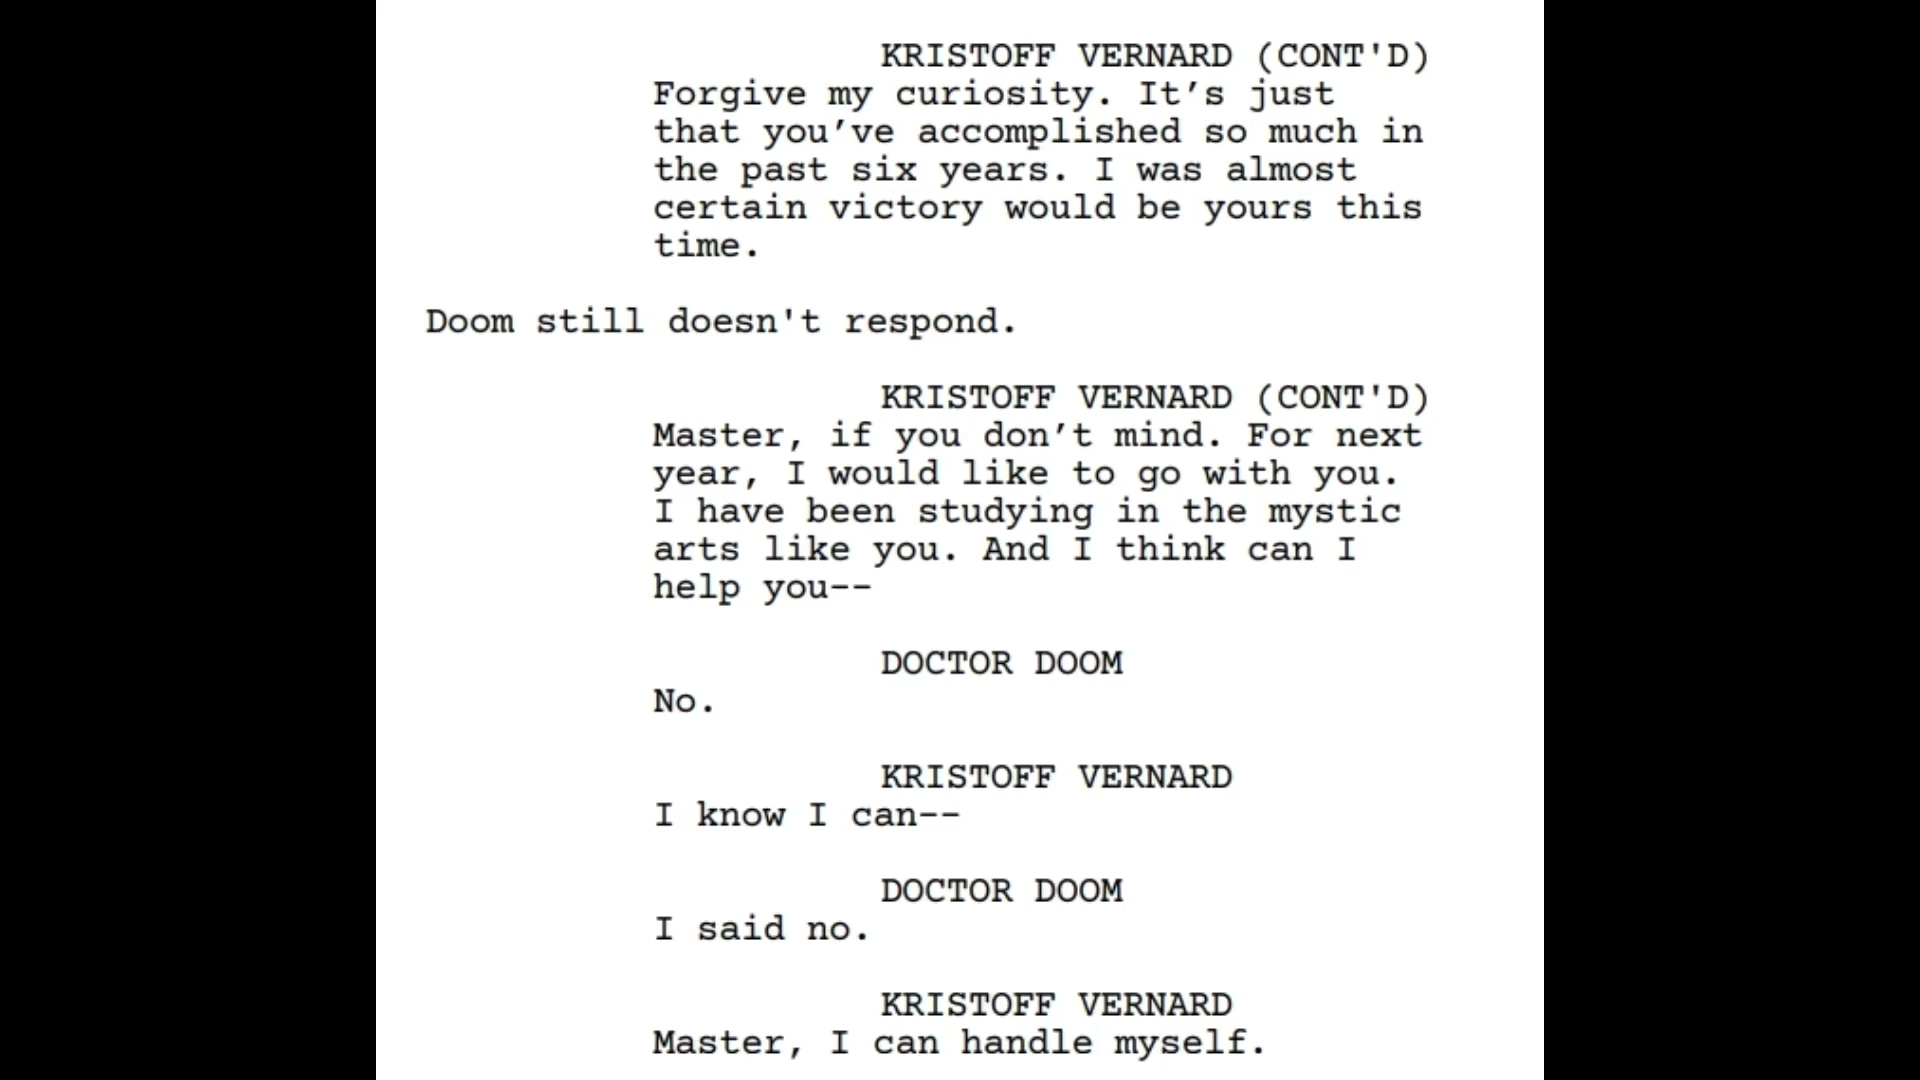 KRISTOFF VERNARD (CONT'D)
Forgive my curiosity. It’s just
that you’ve accomplished so much in
the past six years. I was almost
certain victory would be yours this
time.
Doom still doesn't respond.
KRISTOFF VERNARD (CONT'D)
Master, if you don’t mind. For next
year, I would like to go with you.
I have been studying in the mystic
arts like you. And I think can I
help you--
DOCTOR DOOM
No.
KRISTOFF VERNARD
I know I can--
DOCTOR DOOM
I said no.
KRISTOFF VERNARD
Master, I can handle myself.